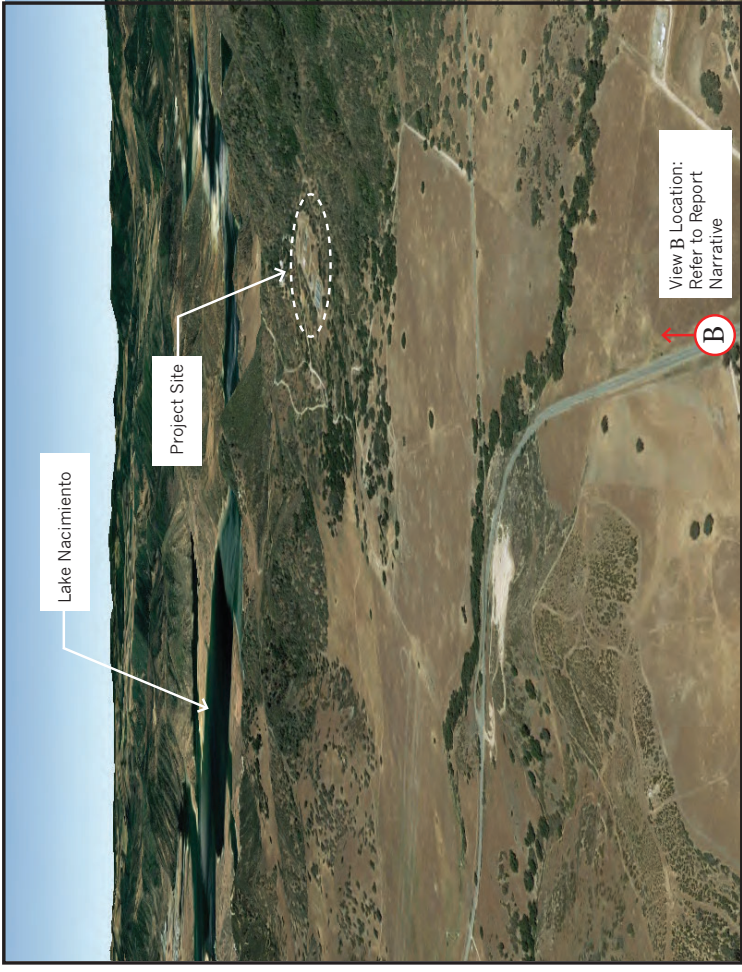 Lake Nacimiento
Project Site
View B Location:
Refer to Report
Narrative
B